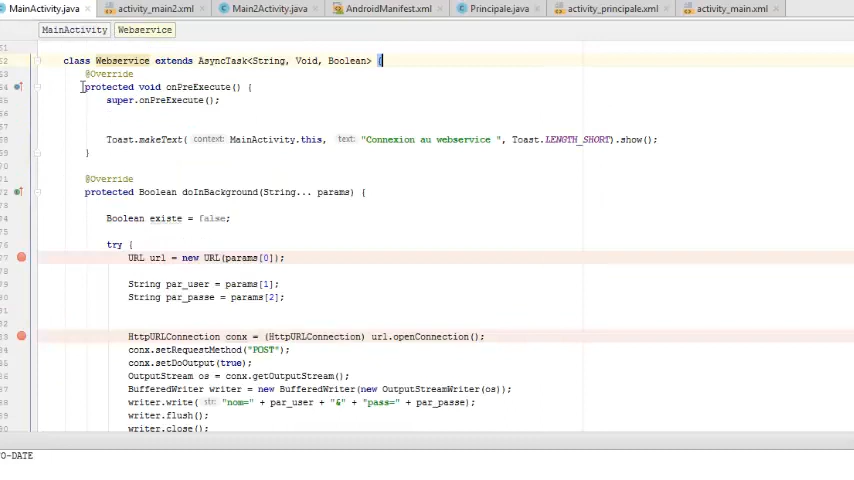 MainActivity.java activity_main2.xml Main2Activity.java AndroidManifest.xml Principale.java activity_principale.xml activity_main.xml
MainActivity Webservice
class Webservice extends AsyncTask<String, Void, Boolean> {
@Override
protected void onPreExecute() {
super.onPreExecute();
Toast.makeText( context: MainActivity.this, text: "Connexion au webservice ", Toast.LENGTH_SHORT).show();
}
@Override
protected Boolean doInBackground(String... params) {
Boolean existe = false;
try {
URL url = new URL(params[0]);
String par_user = params[1];
String par_passe = params[2];
HttpURLConnection conx = (HttpURLConnection) url.openConnection();
conx.setRequestMethod("POST");
conx.setDoOutput(true);
OutputStream os = conx.getOutputStream();
BufferedWriter writer = new BufferedWriter(new OutputStreamWriter(os));
writer.write( str: "nom=" + par_user + "&" + "pass=" + par_passe);
writer.flush();
writer.close();
O-DATE